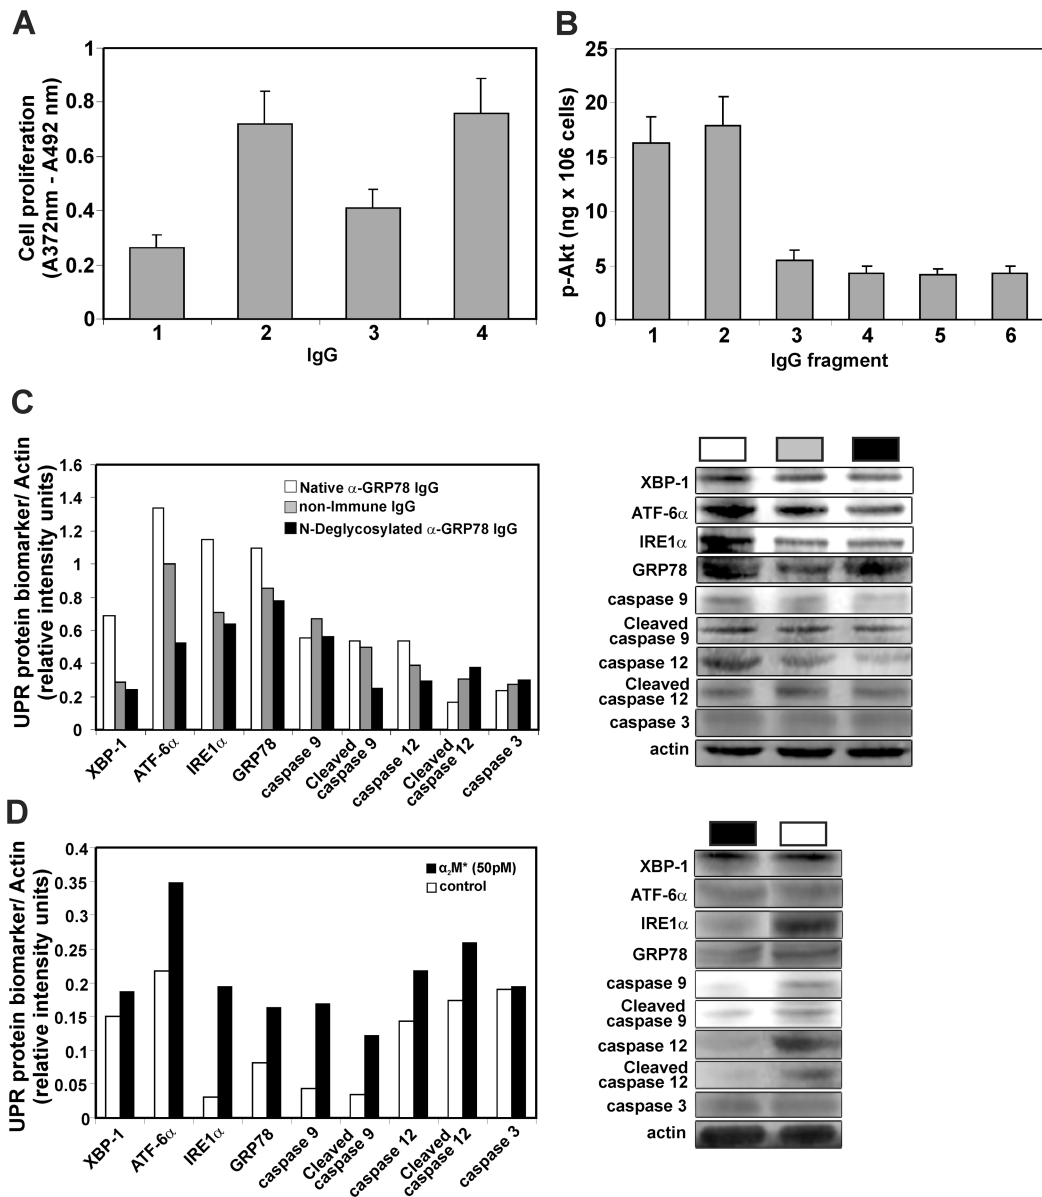 A
Cell proliferation
(A372nm - A492 nm)
1
0.8
0.6
0.4
0.2
0
1 2 3 4
IgG
B
p-Akt (ng x 106 cells)
25
20
15
10
5
0
1 2 3 4 5 6
IgG fragment
C
UPR protein biomarker/ Actin
(relative intensity units)
1.6
1.4
1.2
1
0.8
0.6
0.4
0.2
0
Native α-GRP78 IgG
non-Immune IgG
N-Deglycosylated α-GRP78 IgG
XBP-1
ATF-6α
IRE1α
GRP78
caspase 9
Cleaved
caspase 9
caspase 12
Cleaved
caspase 12
caspase 3
XBP-1
ATF-6α
IRE1α
GRP78
caspase 9
Cleaved
caspase 9
caspase 12
Cleaved
caspase 12
caspase 3
actin
D
UPR protein biomarker/ Actin
(relative intensity units)
0.4
0.35
0.3
0.25
0.2
0.15
0.1
0.05
0
α₂M* (50pM)
control
XBP-1
ATF-6α
IRE1α
GRP78
caspase 9
Cleaved
caspase 9
caspase 12
Cleaved
caspase 12
caspase 3
XBP-1
ATF-6α
IRE1α
GRP78
caspase 9
Cleaved
caspase 9
caspase 12
Cleaved
caspase 12
caspase 3
actin